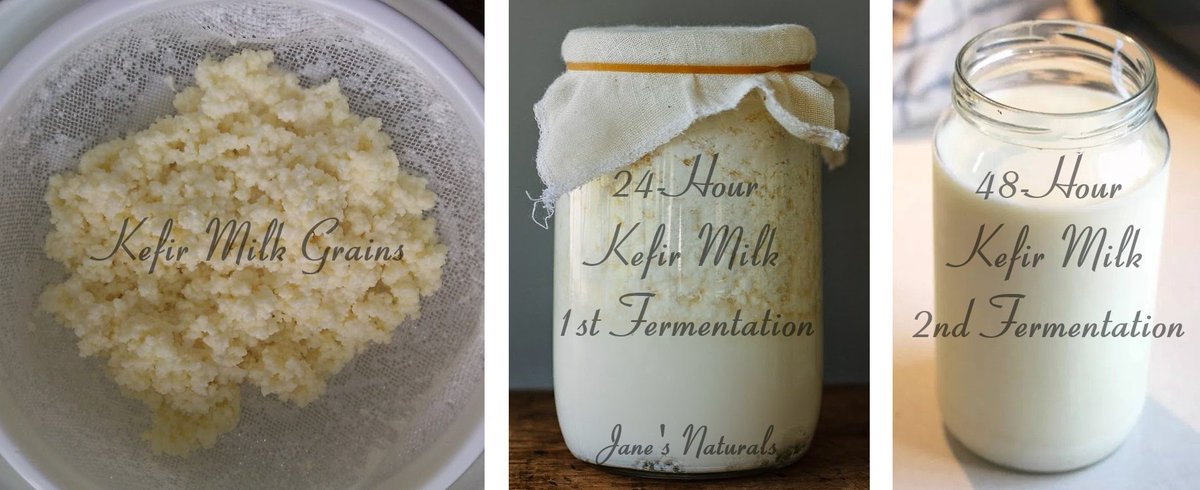 Kefir Milk Grains
24-Hour
Kefir Milk
1st Fermentation
Jane's Naturals
48-Hour
Kefir Milk
2nd Fermentation